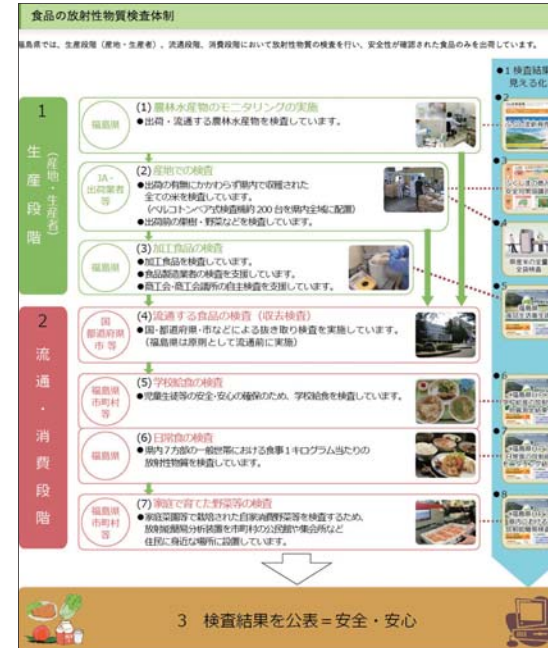 食品の放射性物質検査体制
福島県では、生産段階（産地・生産者）、流通段階、消費段階において放射性物質の検査を行い、安全性が確認された食品のみを出荷しています。
●1 検査結果
見える化
1
生産段階
（産地・生産者）
福島県
(1) 農林水産物のモニタリングの実施
●出荷・流通する農林水産物を検査しています。
●2
JA・
出荷業者
等
(2) 産地での検査
●出荷の有無にかかわらず県内で収穫された
全ての米を検査しています。
（ベルトコンベア式検査機約 200 台を県内全域に配置）
●出荷前の果樹・野菜などを検査しています。
●3
●4
県産米の全量
全袋検査
福島県
(3) 加工食品の検査
●加工食品を検査しています。
●食品製造業者の検査を支援しています。
●商工会・商工会議所の自主検査を支援しています。
●5
2
流通・消費段階
国
都道府県
市 等
(4) 流通する食品の検査（収去検査）
●国・都道府県・市などによる抜き取り検査を実施しています。
（福島県は原則として流通前に実施）
福島県
市町村
等
(5) 学校給食の検査
●児童生徒等の安全・安心の確保のため、学校給食を検査しています。
●6
福島県
(6) 日常食の検査
●県内７方部の一般世帯における食事１キログラム当たりの
放射性物質を検査しています。
●7
福島県
市町村
等
(7) 家庭で育てた野菜等の検査
●家庭菜園等で栽培された自家消費野菜等を検査するため、
放射能簡易分析装置を市町村の公民館や集会所など
住民に身近な場所に設置しています。
●8
3 検査結果を公表＝安全・安心